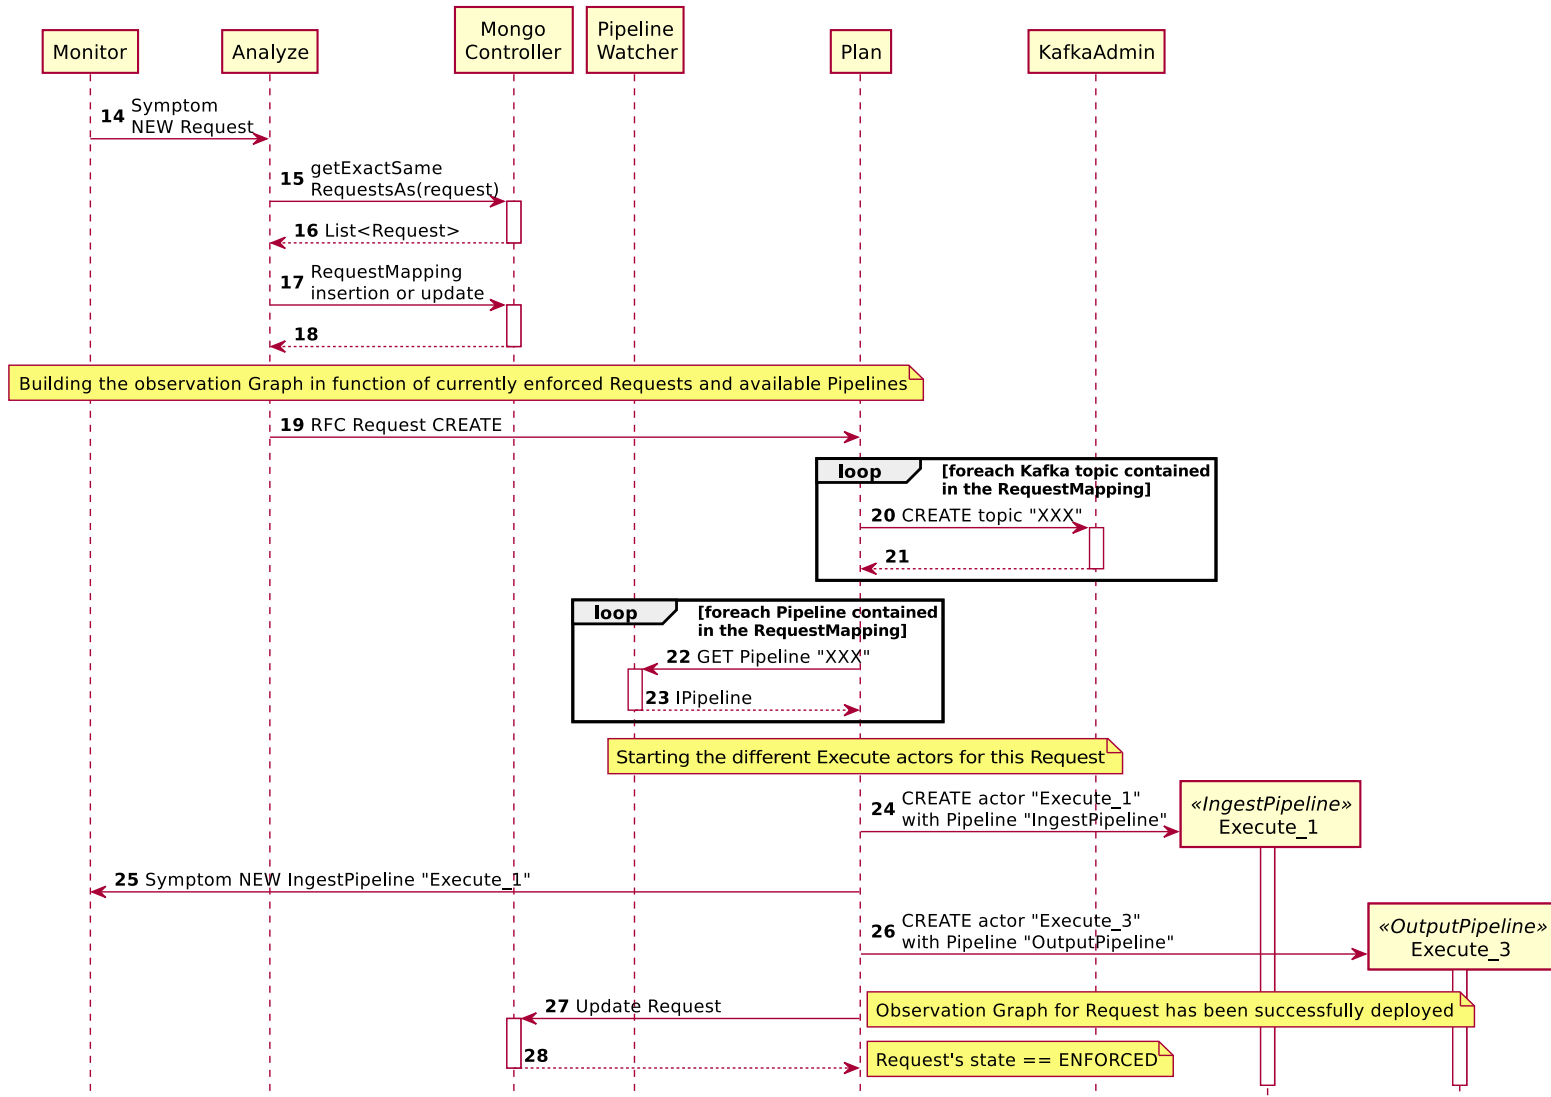 Monitor
Analyze
Mongo
Controller
Pipeline
Watcher
Plan
KafkaAdmin
14 Symptom
NEW Request
15 getExactSame
RequestsAs(request)
16 List<Request>
17 RequestMapping
insertion or update
18
Building the observation Graph in function of currently enforced Requests and available Pipelines
19 RFC Request CREATE
loop [foreach Kafka topic contained
in the RequestMapping]
20 CREATE topic "XXX"
21
loop [foreach Pipeline contained
in the RequestMapping]
22 GET Pipeline "XXX"
23 IPipeline
Starting the different Execute actors for this Request
24 CREATE actor "Execute_1"
with Pipeline "IngestPipeline"
«IngestPipeline»
Execute_1
25 Symptom NEW IngestPipeline "Execute_1"
26 CREATE actor "Execute_3"
with Pipeline "OutputPipeline"
«OutputPipeline»
Execute_3
27 Update Request
Observation Graph for Request has been successfully deployed
28
Request's state == ENFORCED